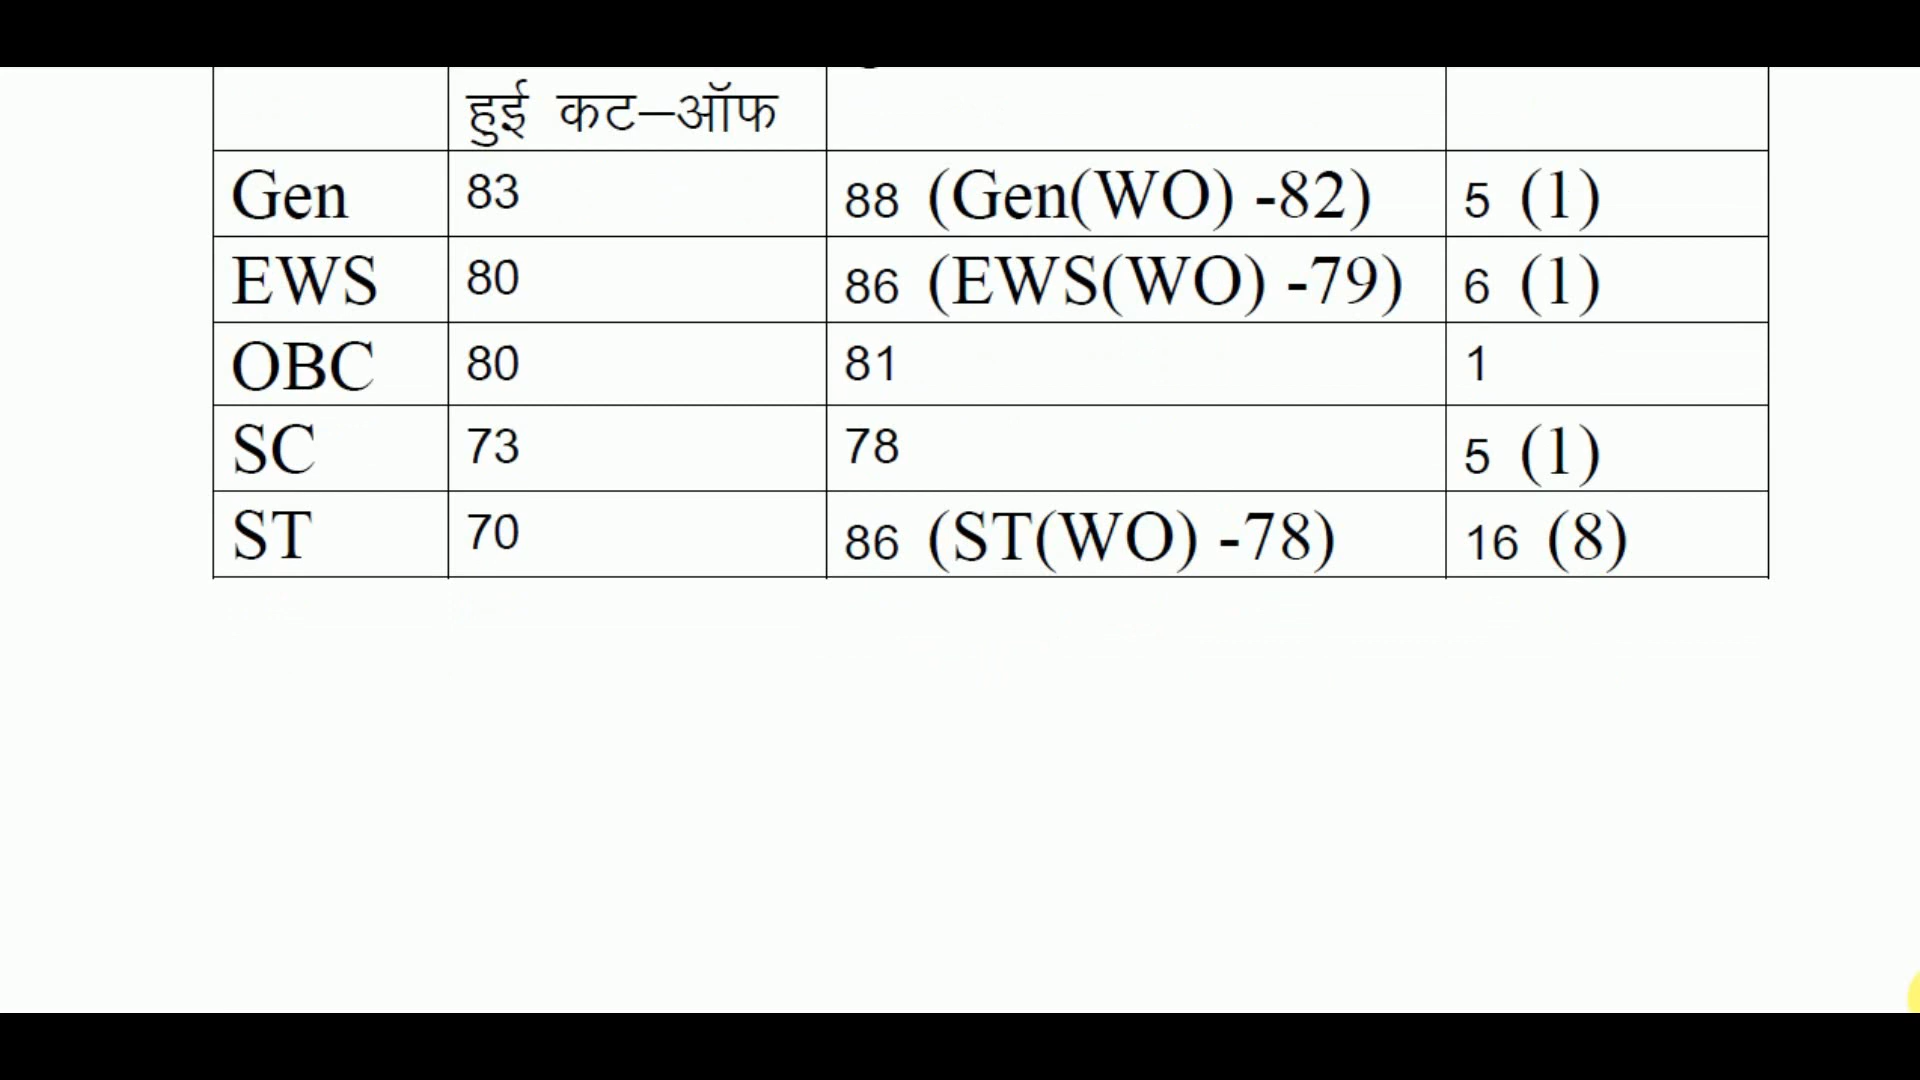 हुई कट–ऑफ
Gen 83 88 (Gen(WO) -82) 5 (1)
EWS 80 86 (EWS(WO) -79) 6 (1)
OBC 80 81 1
SC 73 78 5 (1)
ST 70 86 (ST(WO) -78) 16 (8)